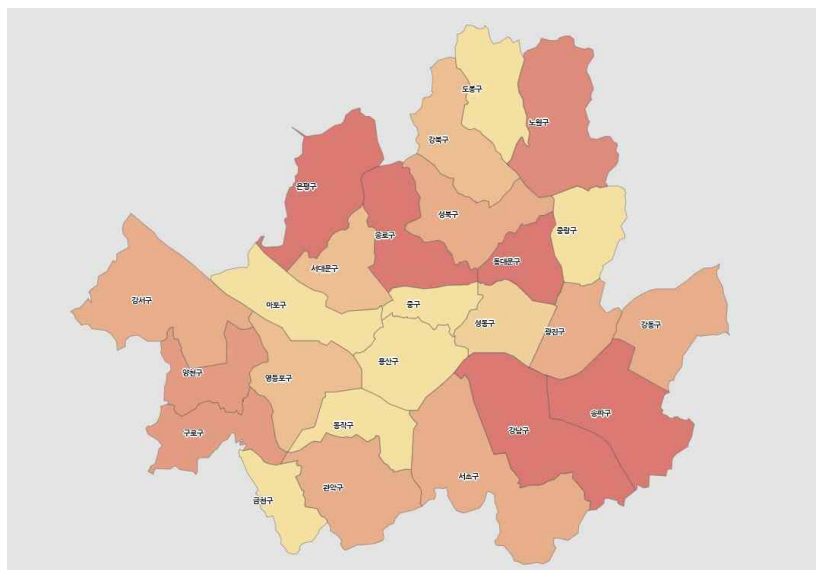 도봉구
노원구
강북구
은평구
성북구
중랑구
종로구
동대문구
서대문구
강서구
마포구
중구
성동구
광진구
강동구
용산구
양천구
영등포구
송파구
동작구
강남구
구로구
서초구
관악구
금천구